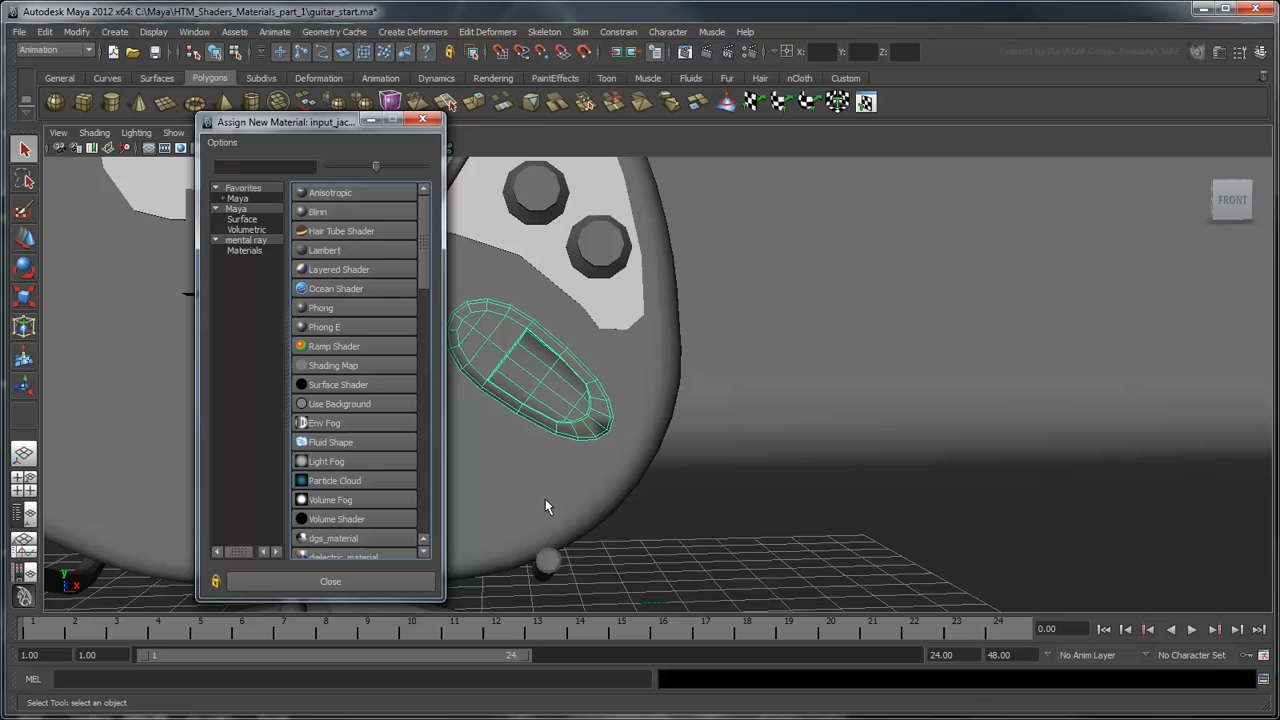 Autodesk Maya 2012 x64: C:\Maya\HTM_Shaders_Materials_part_1\guitar_start.ma*
File Edit Modify Create Display Window Assets Animate Geometry Cache Create Deformers Edit Deformers Skeleton Skin Constrain Character Muscle Help
Animation X: Y: Z:
General Curves Surfaces Polygons Subdivs Deformation Animation Dynamics Rendering PaintEffects Toon Muscle Fluids Fur Hair nCloth Custom
Assign New Material: input_jac...
View Shading Lighting Show
Options
Favorites
+ Maya
Maya
Surface
Volumetric
mental ray
Materials
Anisotropic
Blinn
Hair Tube Shader
Lambert
Layered Shader
Ocean Shader
Phong
Phong E
Ramp Shader
Shading Map
Surface Shader
Use Background
Env Fog
Fluid Shape
Light Fog
Particle Cloud
Volume Fog
Volume Shader
dgs_material
dielectric_material
Close
FRONT
y
x
1 2 3 4 5 6 7 8 9 10 11 12 13 14 15 16 17 18 19 20 21 22 23 24 0.00
1.00 1.00 1 24 24.00 48.00 No Anim Layer No Character Set
MEL
Select Tool: select an object